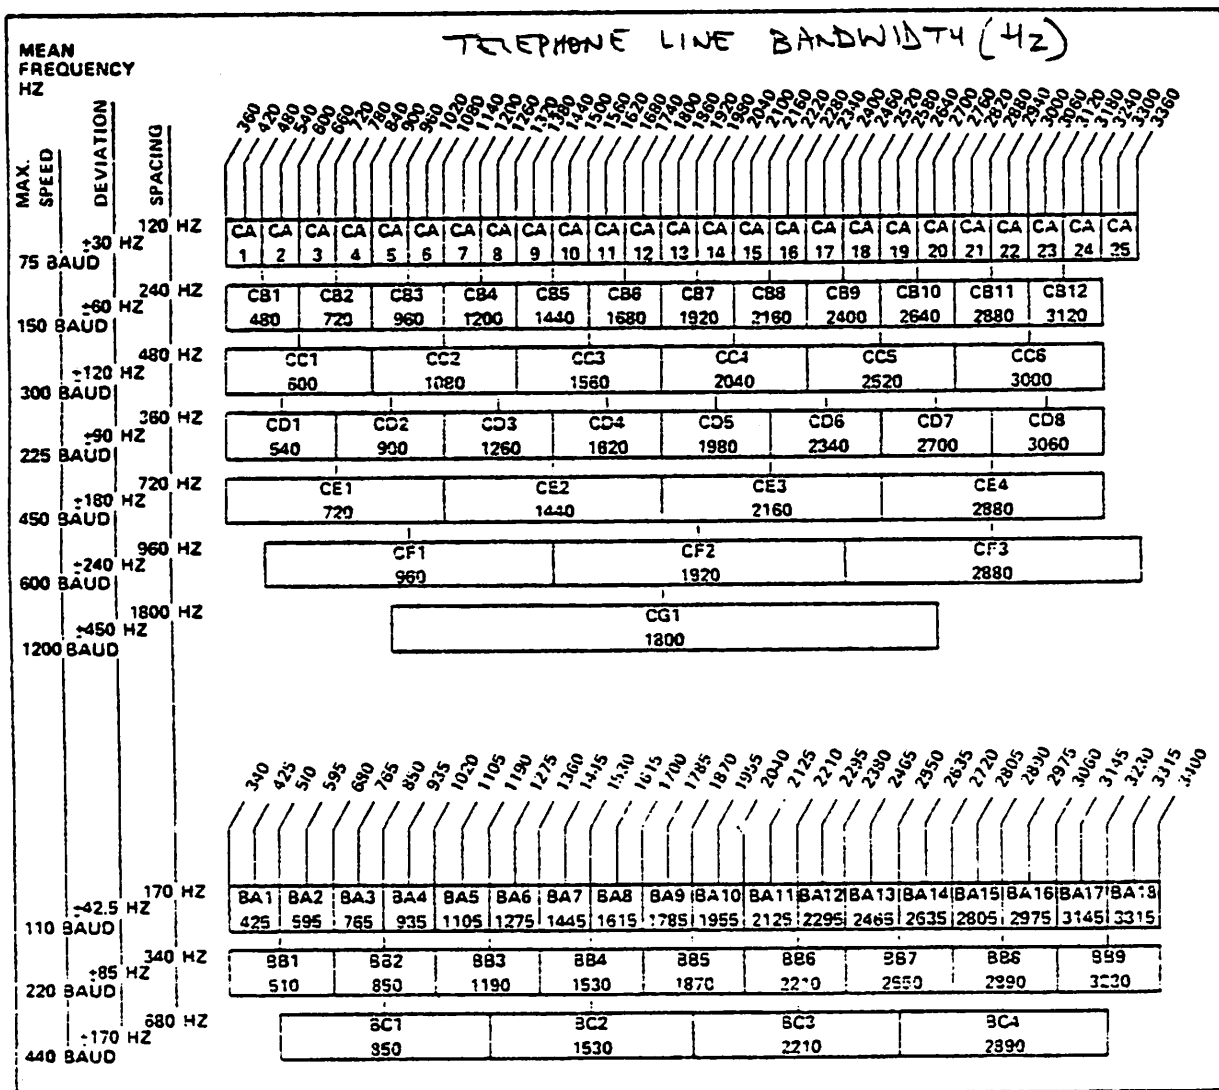 TELEPHONE LINE BANDWIDTH (HZ)
MEAN
FREQUENCY
HZ
MAX.
SPEED
DEVIATION
SPACING
360 420 480 540 600 660 720 780 840 900 960 1020 1080 1140 1200 1260 1320 1380 1440 1500 1560 1620 1680 1740 1800 1860 1920 1980 2040 2100 2160 2220 2280 2340 2400 2460 2520 2580 2640 2700 2760 2820 2880 2940 3000 3060 3120 3180 3240 3300 3360
120 HZ
CA CA CA CA CA CA CA CA CA CA CA CA CA CA CA CA CA CA CA CA CA CA CA CA CA
±30 HZ
1 2 3 4 5 6 7 8 9 10 11 12 13 14 15 16 17 18 19 20 21 22 23 24 25
75 BAUD
240 HZ
CB1 CB2 CB3 CB4 CB5 CB6 CB7 CB8 CB9 CB10 CB11 CB12
±60 HZ
480 720 960 1200 1440 1680 1920 2160 2400 2640 2880 3120
150 BAUD
480 HZ
CC1 CC2 CC3 CC4 CC5 CC6
±120 HZ
600 1080 1560 2040 2520 3000
300 BAUD
360 HZ
CD1 CD2 CD3 CD4 CD5 CD6 CD7 CD8
±90 HZ
540 900 1260 1620 1980 2340 2700 3060
225 BAUD
720 HZ
CE1 CE2 CE3 CE4
±180 HZ
720 1440 2160 2880
450 BAUD
960 HZ
CF1 CF2 CF3
±240 HZ
960 1920 2880
600 BAUD
1800 HZ
CG1
±450 HZ
1800
1200 BAUD
340 425 510 595 680 765 850 935 1020 1105 1190 1275 1360 1445 1530 1615 1700 1785 1870 1955 2040 2125 2210 2295 2380 2465 2550 2635 2720 2805 2890 2975 3060 3145 3230 3315 3400
170 HZ
BA1 BA2 BA3 BA4 BA5 BA6 BA7 BA8 BA9 BA10 BA11 BA12 BA13 BA14 BA15 BA16 BA17 BA18
±42.5 HZ
425 595 765 935 1105 1275 1445 1615 1785 1955 2125 2295 2465 2635 2805 2975 3145 3315
110 BAUD
340 HZ
BB1 BB2 BB3 BB4 BB5 BB6 BB7 BB8 BB9
±85 HZ
510 850 1190 1530 1870 2210 2550 2890 3230
220 BAUD
680 HZ
BC1 BC2 BC3 BC4
±170 HZ
850 1530 2210 2890
440 BAUD